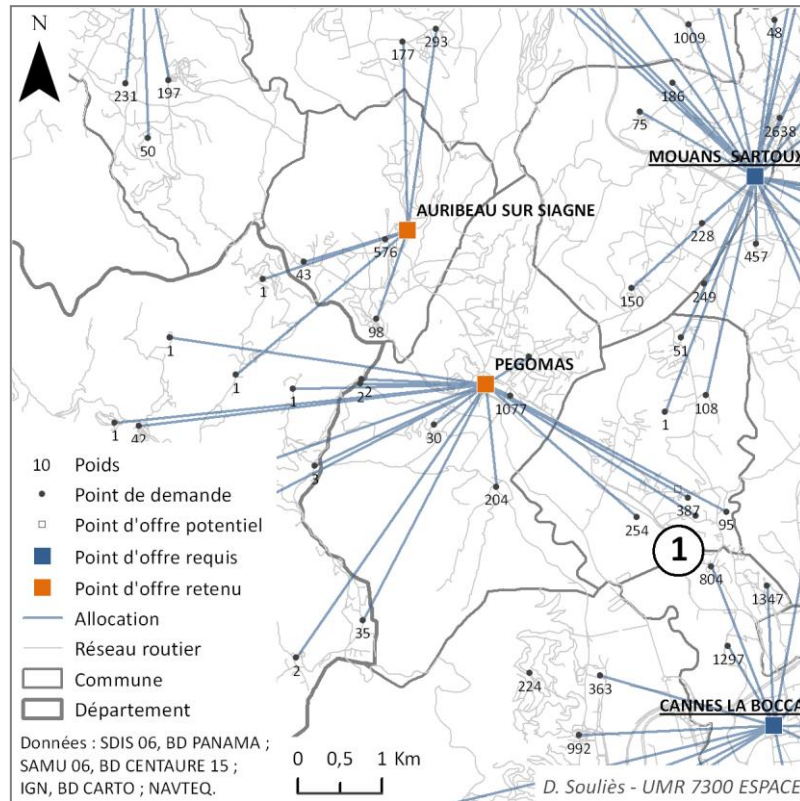 N
177
293
1009
48
231
197
186
75
2638
50
MOUANS SARTOUX
AURIBEAU SUR SIAGNE
576
228
457
43
1
249
150
98
51
1
PEGOMAS
1
1
2
2
1077
108
1
1
42
30
3
204
254
387
95
1
804
1347
35
2
1297
224
363
992
CANNES LA BOCCA
10 Poids
Point de demande
Point d'offre potentiel
Point d'offre requis
Point d'offre retenu
Allocation
Réseau routier
Commune
Département
Données : SDIS 06, BD PANAMA ;
SAMU 06, BD CENTAURE 15 ;
IGN, BD CARTO ; NAVTEQ.
0 0,5 1 Km
D. Souliès - UMR 7300 ESPACE